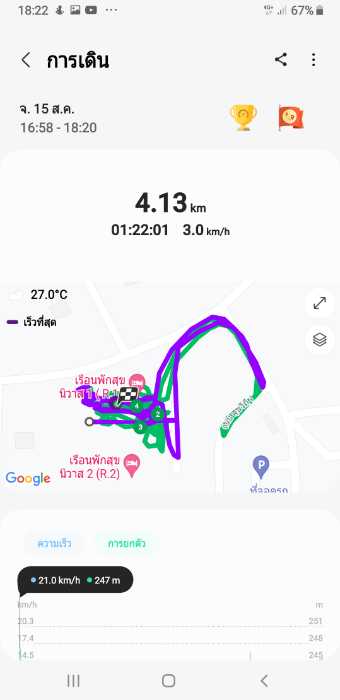 18:22
4G+
67%
การเดิน
จ. 15 ส.ค.
16:58 - 18:20
4.13 km
01:22:01 3.0 km/h
27.0°C
เร็วที่สุด
เรือนพักสุข
นิวาส 1 (R.1)
2
4
3
เรือนพักสุข
นิวาส 2 (R.2)
P
ที่จอดรถ
Google
ความเร็ว การยกตัว
21.0 km/h 247 m
km/h m
20.3 251
17.4 248
14.5 245